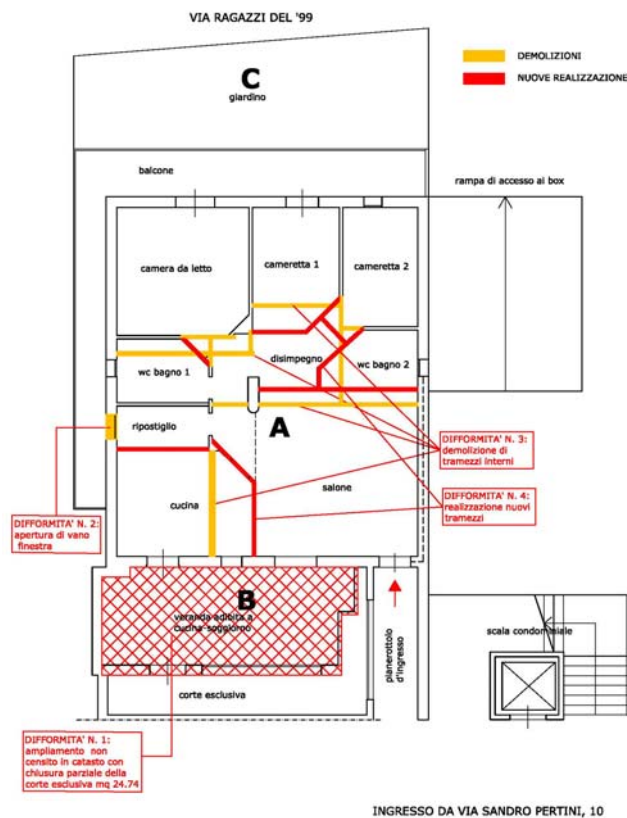 VIA RAGAZZI DEL '99
DEMOLIZIONI
NUOVE REALIZZAZIONE
C
giardino
balcone
rampa di accesso ai box
camera da letto
cameretta 1
cameretta 2
disimpegno
wc bagno 1
wc bagno 2
ripostiglio
A
DIFFORMITA' N. 3:
demolizione di
tramezzi interni
salone
cucina
DIFFORMITA' N. 4:
realizzazione nuovi
tramezzi
DIFFORMITA' N. 2:
apertura di vano
finestra
B
veranda adibita a
cucina-soggiorno
pianerottolo
d'ingresso
scala condominiale
corte esclusiva
DIFFORMITA' N. 1:
ampliamento non
censito in catasto con
chiusura parziale della
corte esclusiva mq 24.74
INGRESSO DA VIA SANDRO PERTINI, 10